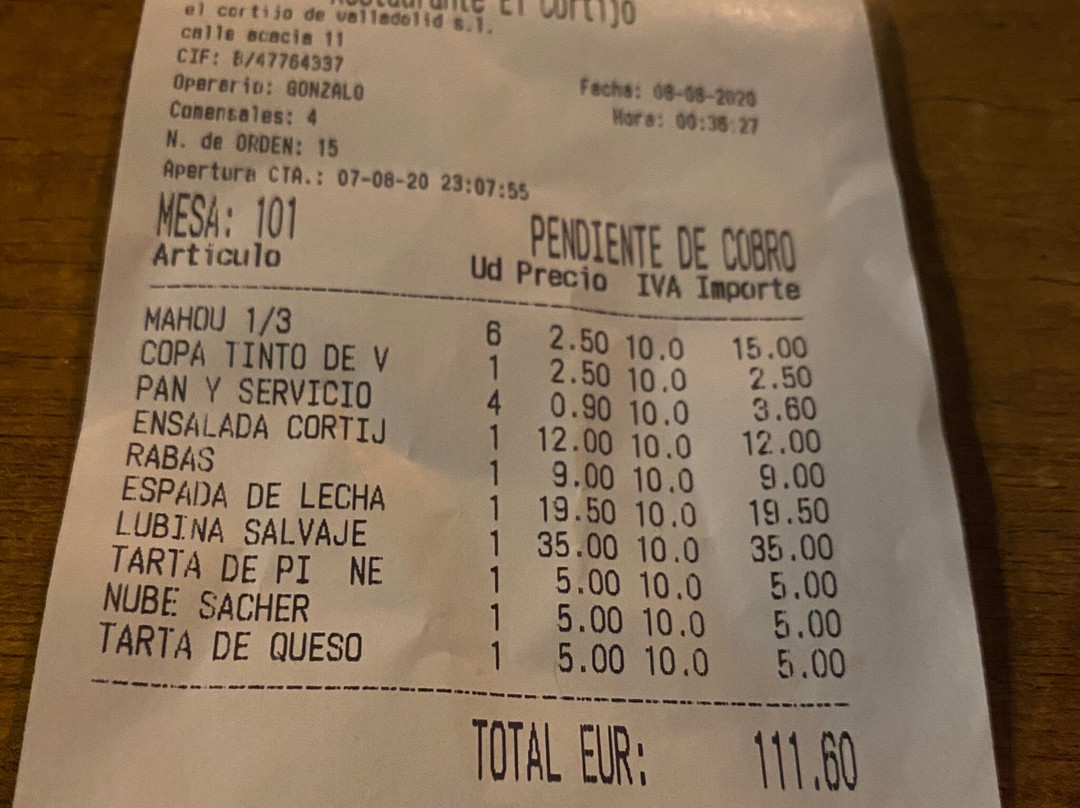 Restaurante El Cortijo
el cortijo de valladolid s.l.
calle acacia 11
CIF: B/47764337
Operario: GONZALO
Fecha: 08-08-2020
Comensales: 4
Hora: 00:36:27
N. de ORDEN: 15
Apertura CTA.: 07-08-20 23:07:55
MESA: 101 PENDIENTE DE COBRO
Articulo Ud Precio IVA Importe
MAHOU 1/3 6 2.50 10.0 15.00
COPA TINTO DE V 1 2.50 10.0 2.50
PAN Y SERVICIO 4 0.90 10.0 3.60
ENSALADA CORTIJ 1 12.00 10.0 12.00
RABAS 1 9.00 10.0 9.00
ESPADA DE LECHA 1 19.50 10.0 19.50
LUBINA SALVAJE 1 35.00 10.0 35.00
TARTA DE PI NE 1 5.00 10.0 5.00
NUBE SACHER 1 5.00 10.0 5.00
TARTA DE QUESO 1 5.00 10.0 5.00
TOTAL EUR: 111.60